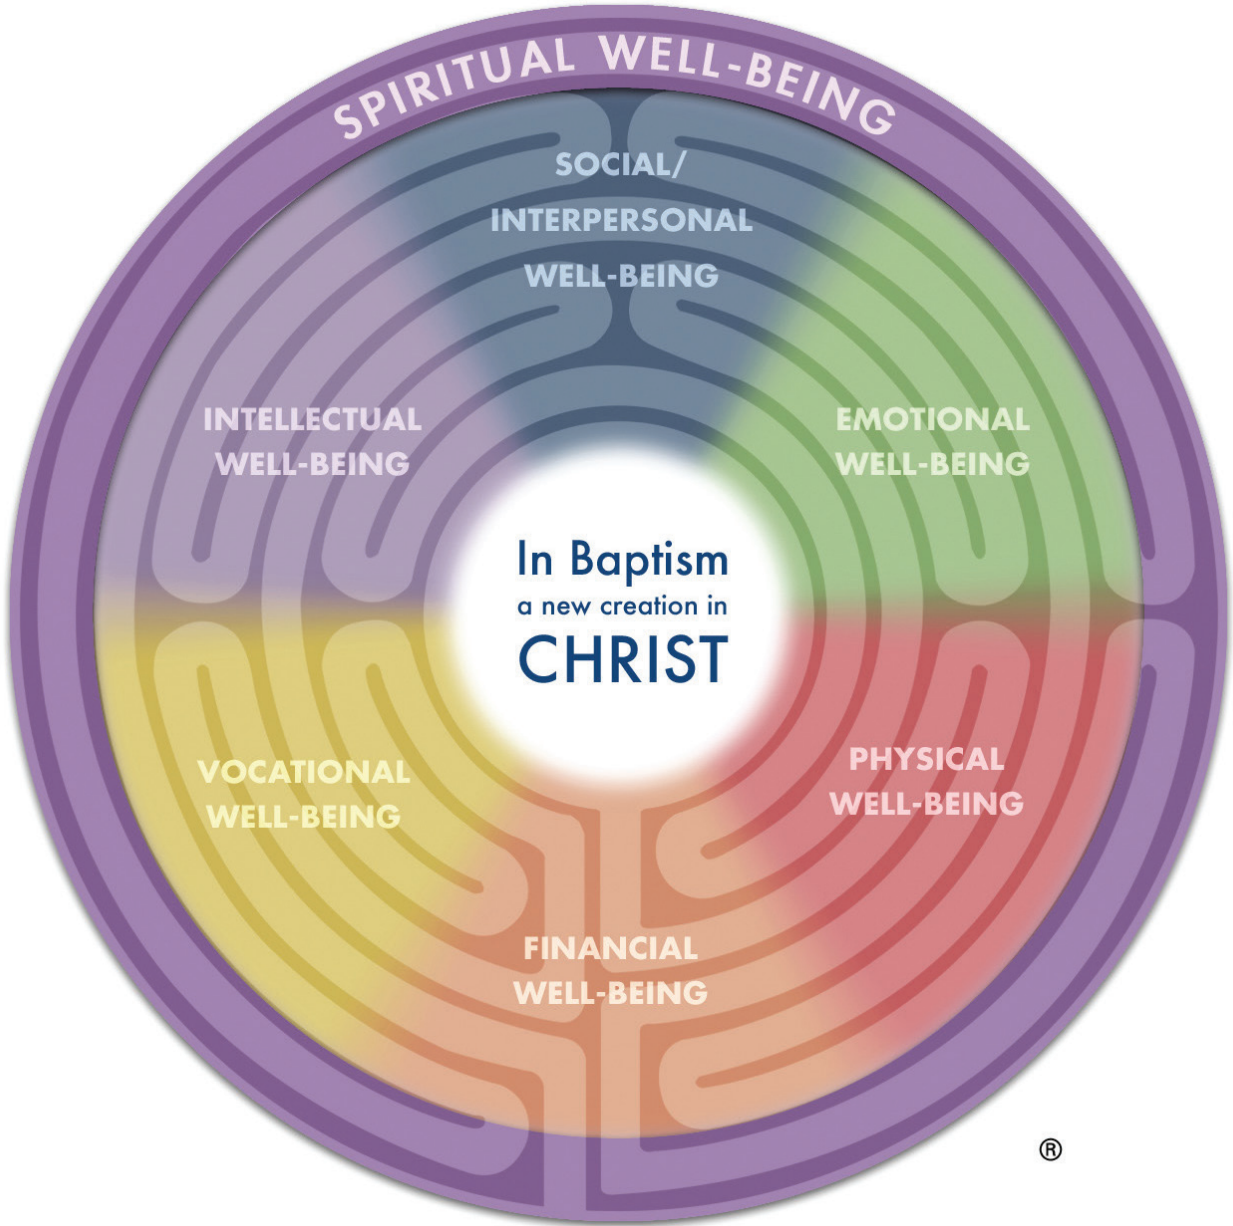 SPIRITUAL WELL-BEING
SOCIAL/
INTERPERSONAL
WELL-BEING
INTELLECTUAL
WELL-BEING
EMOTIONAL
WELL-BEING
In Baptism
a new creation in
CHRIST
VOCATIONAL
WELL-BEING
PHYSICAL
WELL-BEING
FINANCIAL
WELL-BEING
®